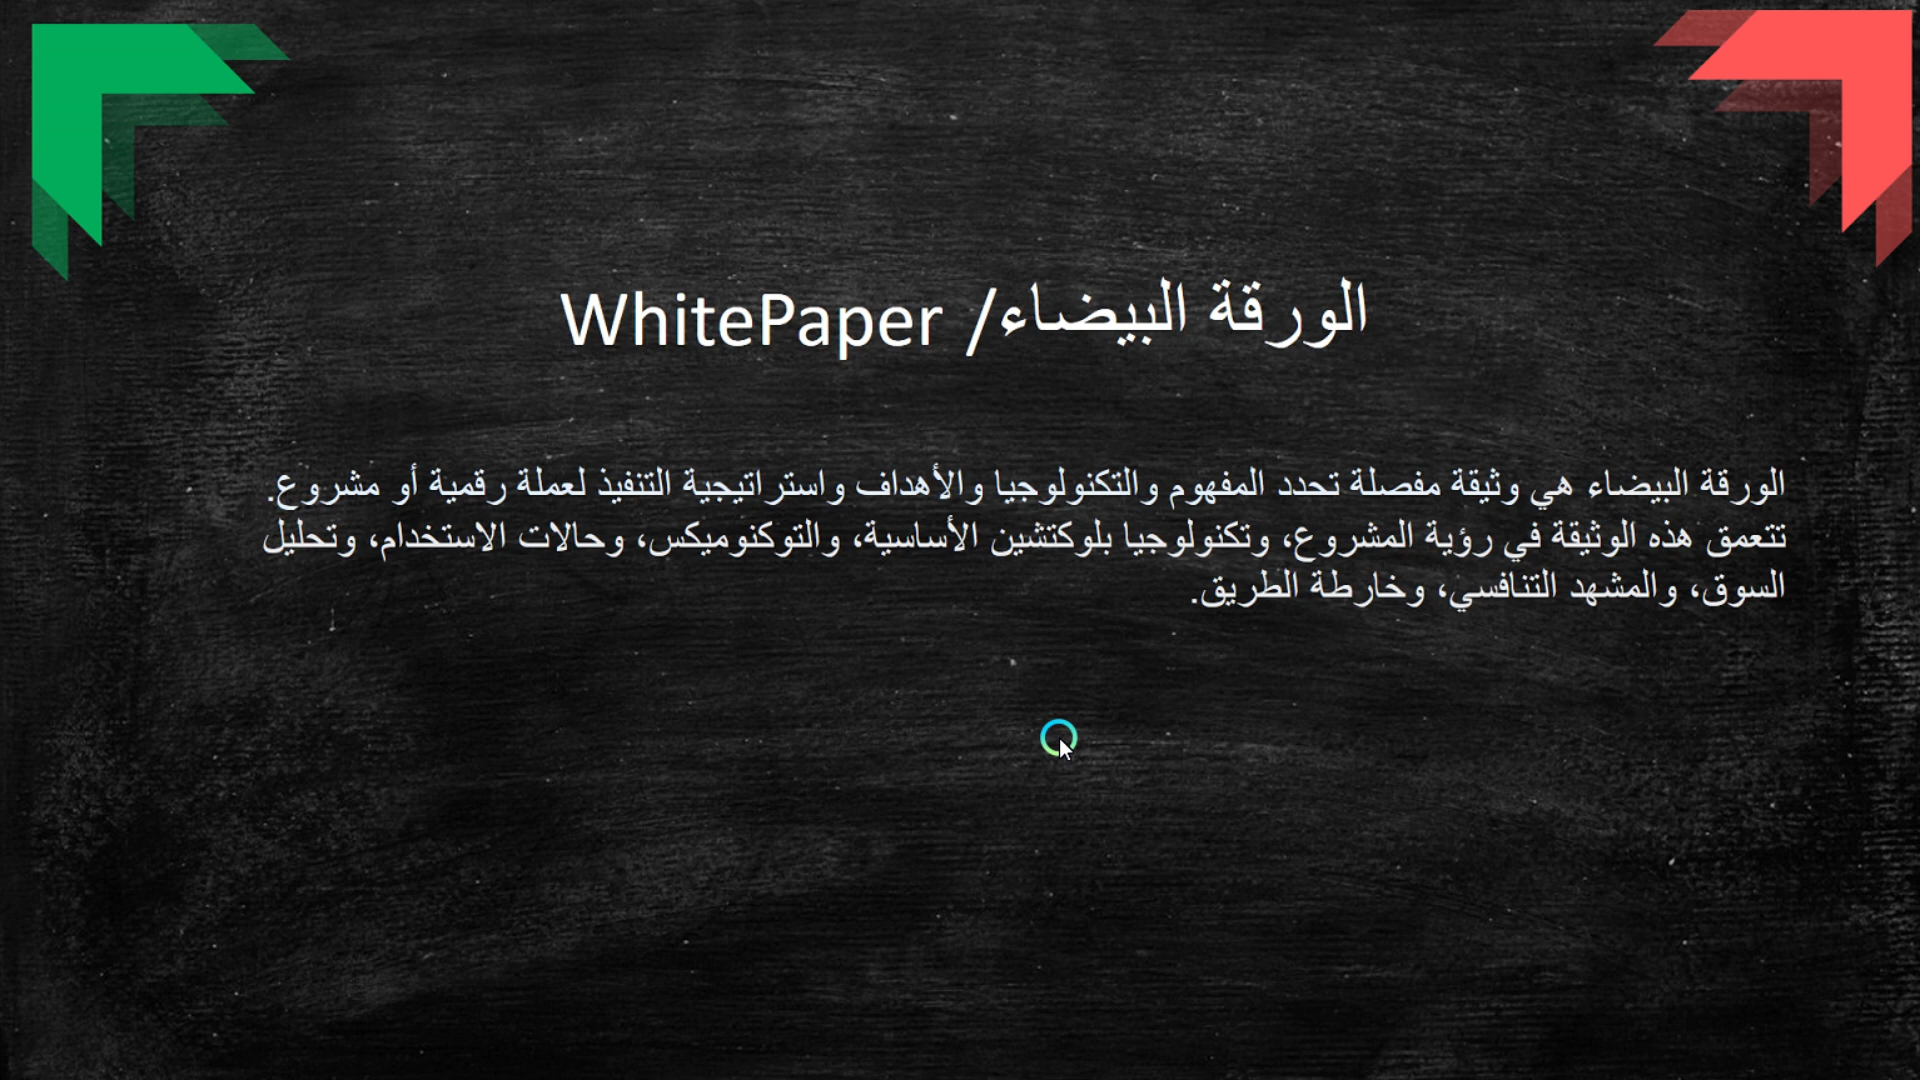 الورقة البيضاء/ WhitePaper
الورقة البيضاء هي وثيقة مفصلة تحدد المفهوم والتكنولوجيا والأهداف واستراتيجية التنفيذ لعملة رقمية أو مشروع.
تتعمق هذه الوثيقة في رؤية المشروع، وتكنولوجيا بلوكتشين الأساسية، والتوكنوميكس، وحالات الاستخدام، وتحليل
السوق، والمشهد التنافسي، وخارطة الطريق.